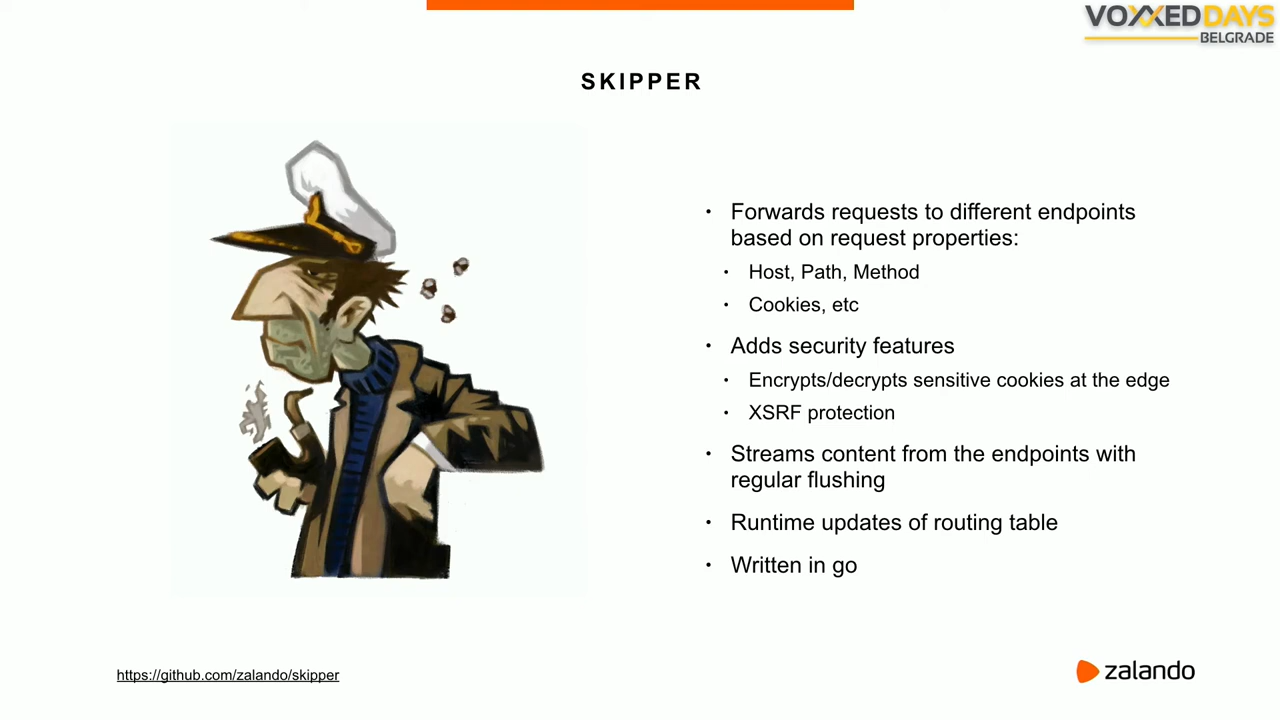 VOXXED DAYS
BELGRADE
SKIPPER
• Forwards requests to different endpoints
based on request properties:
• Host, Path, Method
• Cookies, etc
• Adds security features
• Encrypts/decrypts sensitive cookies at the edge
• XSRF protection
• Streams content from the endpoints with
regular flushing
• Runtime updates of routing table
• Written in go
https://github.com/zalando/skipper
zalando